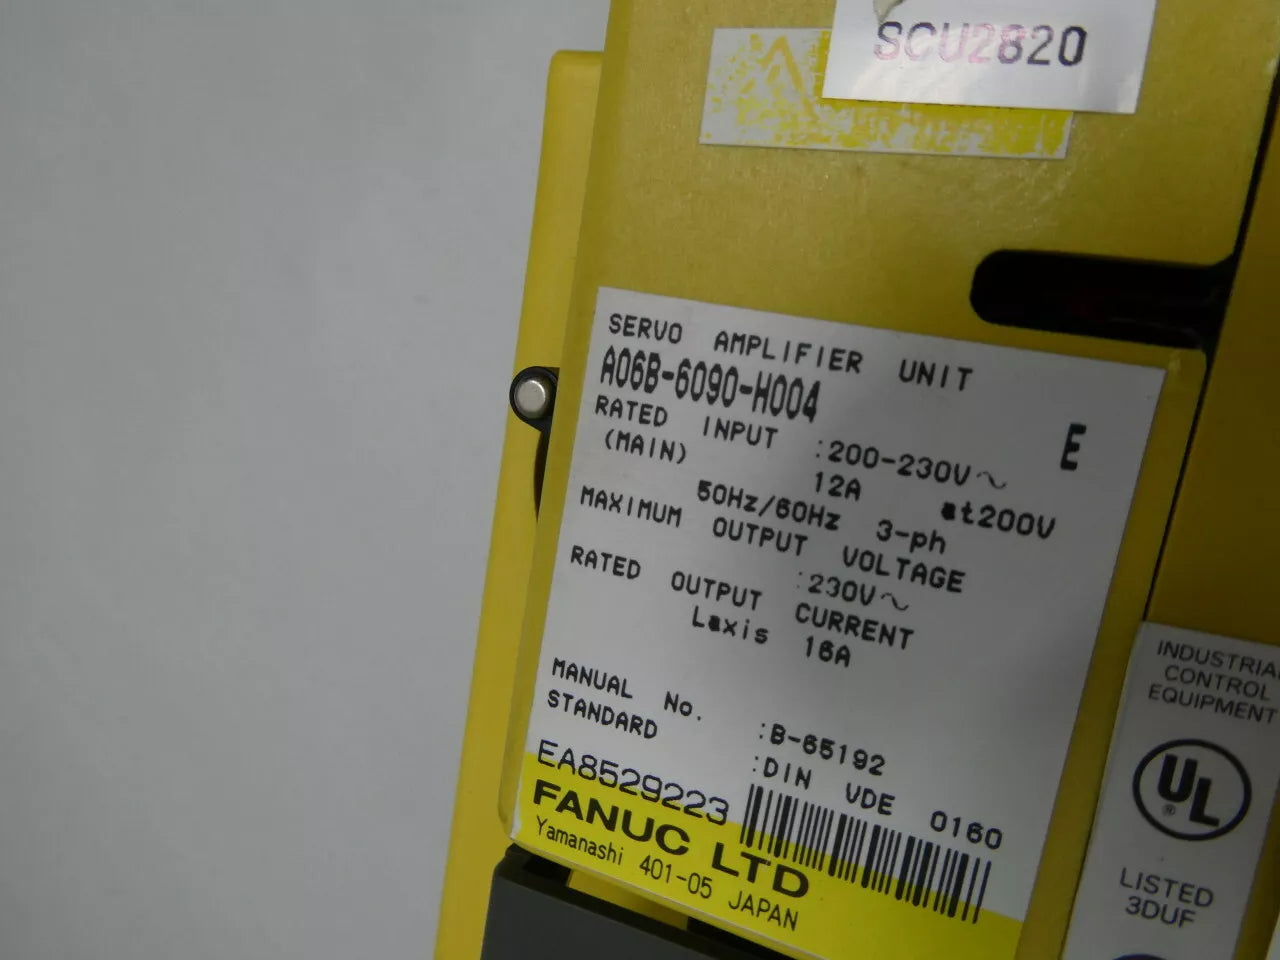 SCU2820
SERVO AMPLIFIER UNIT
A06B-6090-H004
E
RATED INPUT :200-230V~
(MAIN) 12A at200V
50Hz/60Hz 3-ph
MAXIMUM OUTPUT VOLTAGE
:230V~
RATED OUTPUT CURRENT
Laxis 16A
MANUAL No. :B-65192
STANDARD :DIN VDE 0160
EA8529223
FANUC LTD
Yamanashi 401-05 JAPAN
INDUSTRIAL
CONTROL
EQUIPMENT
UL
®
LISTED
3DUF